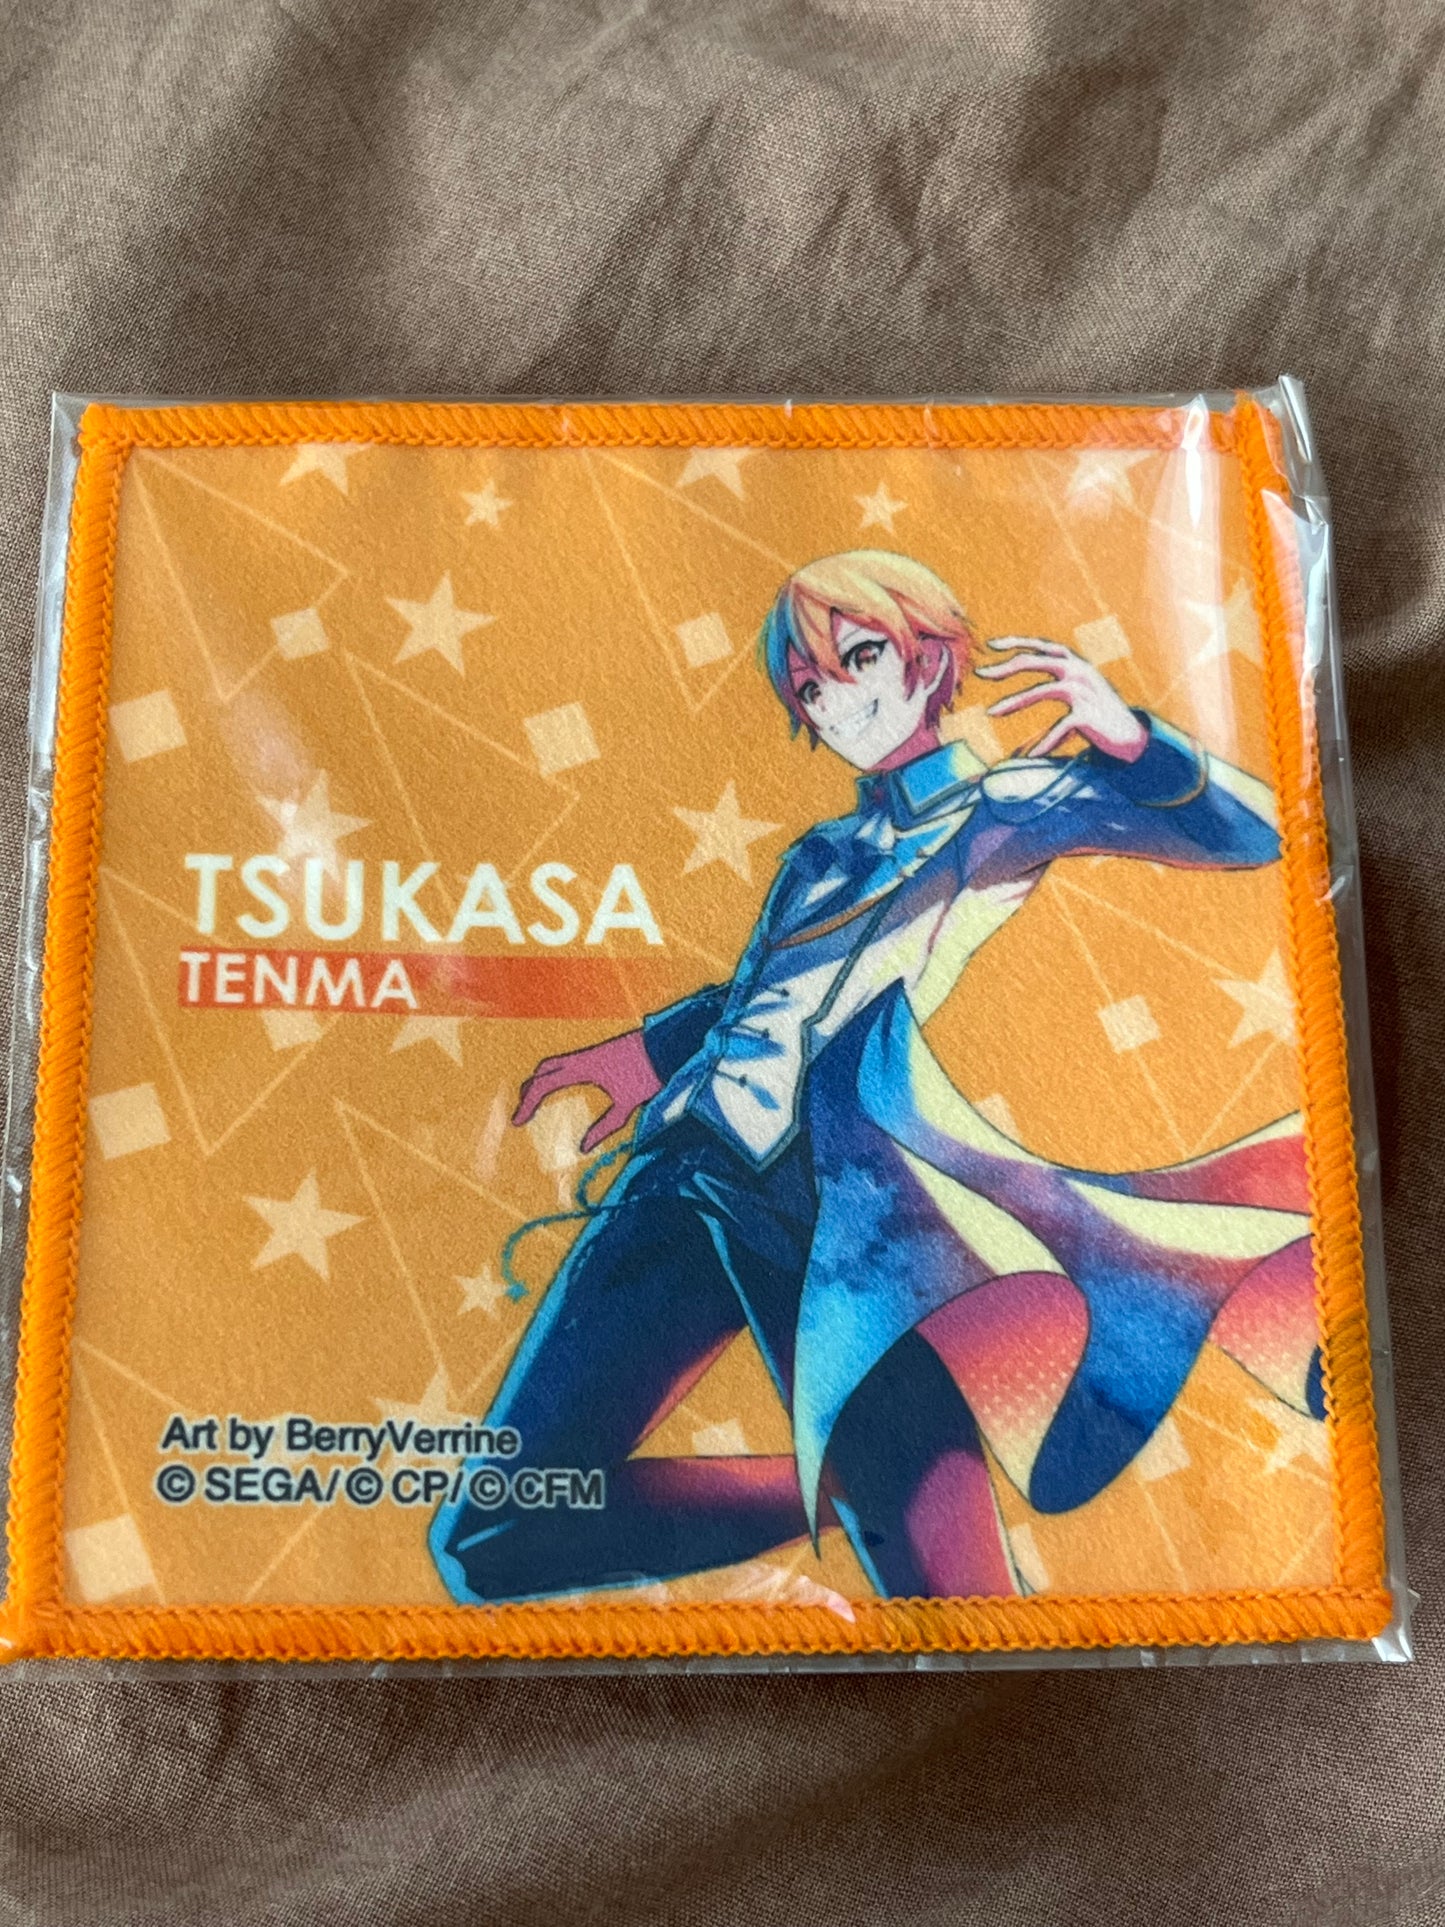 TSUKASA
TENMA
Art by BerryVerrine
© SEGA/© CP/© CFM